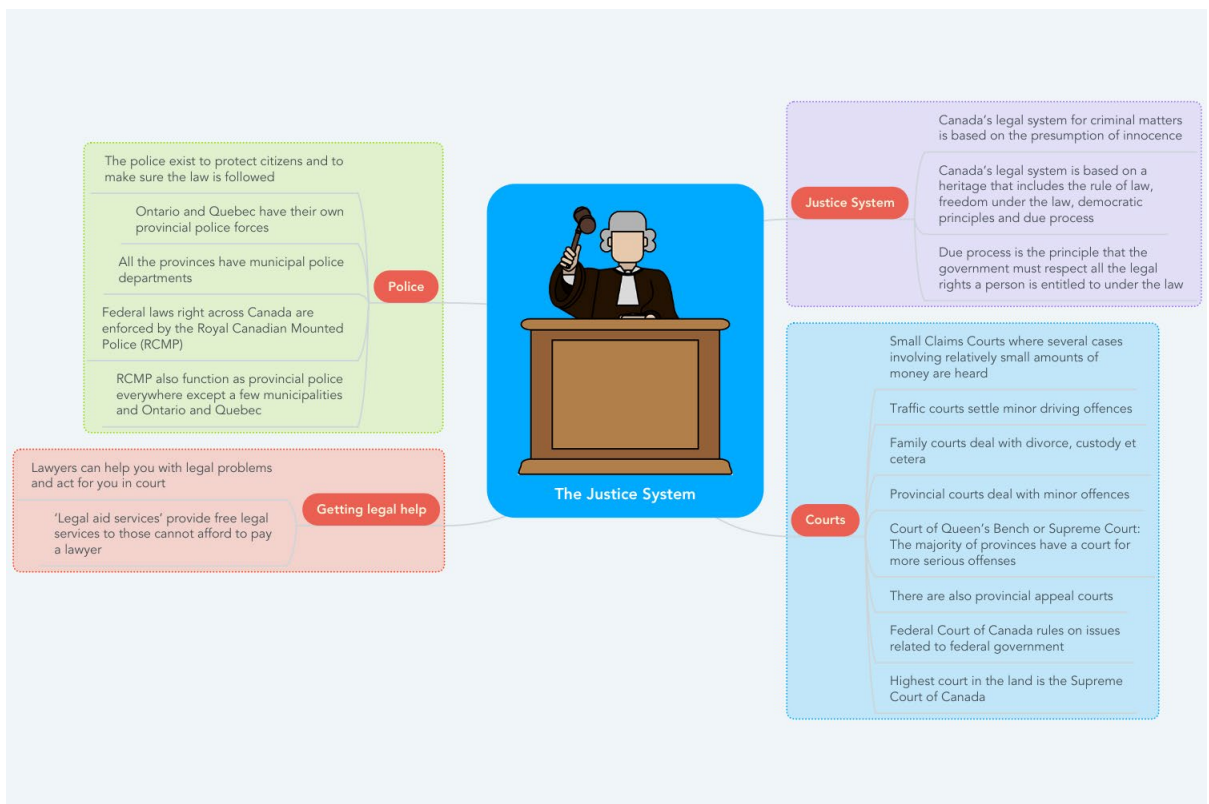 The Justice System
Police
The police exist to protect citizens and to
make sure the law is followed
Ontario and Quebec have their own
provincial police forces
All the provinces have municipal police
departments
Federal laws right across Canada are
enforced by the Royal Canadian Mounted
Police (RCMP)
RCMP also function as provincial police
everywhere except a few municipalities
and Ontario and Quebec
Getting legal help
Lawyers can help you with legal problems
and act for you in court
‘Legal aid services’ provide free legal
services to those cannot afford to pay
a lawyer
Justice System
Canada’s legal system for criminal matters
is based on the presumption of innocence
Canada’s legal system is based on a
heritage that includes the rule of law,
freedom under the law, democratic
principles and due process
Due process is the principle that the
government must respect all the legal
rights a person is entitled to under the law
Courts
Small Claims Courts where several cases
involving relatively small amounts of
money are heard
Traffic courts settle minor driving offences
Family courts deal with divorce, custody et
cetera
Provincial courts deal with minor offences
Court of Queen’s Bench or Supreme Court:
The majority of provinces have a court for
more serious offenses
There are also provincial appeal courts
Federal Court of Canada rules on issues
related to federal government
Highest court in the land is the Supreme
Court of Canada